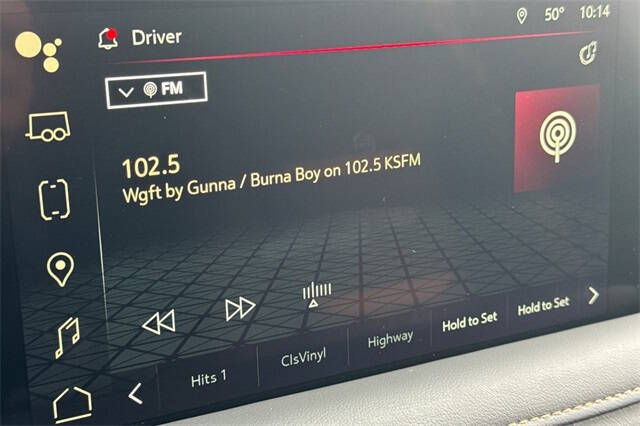 Driver
50° 10:14
FM
102.5
Wgft by Gunna / Burna Boy on 102.5 KSFM
Hits 1 ClsVinyl Highway Hold to Set Hold to Set